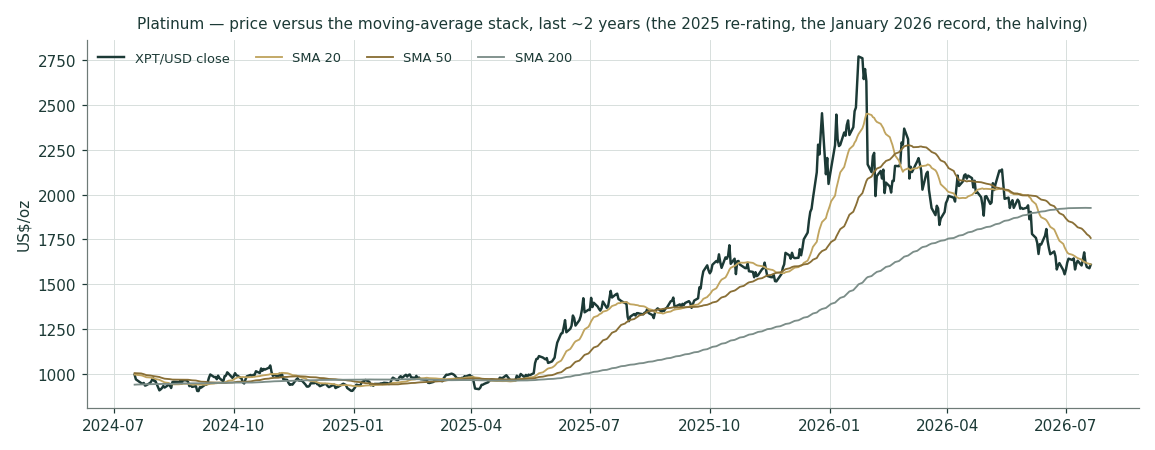 Platinum — price versus the moving-average stack, last ~2 years (the 2025 re-rating, the January 2026 record, the halving)
XPT/USD close SMA 20 SMA 50 SMA 200
US$/oz
2750
2500
2250
2000
1750
1500
1250
1000
2024-07 2024-10 2025-01 2025-04 2025-07 2025-10 2026-01 2026-04 2026-07